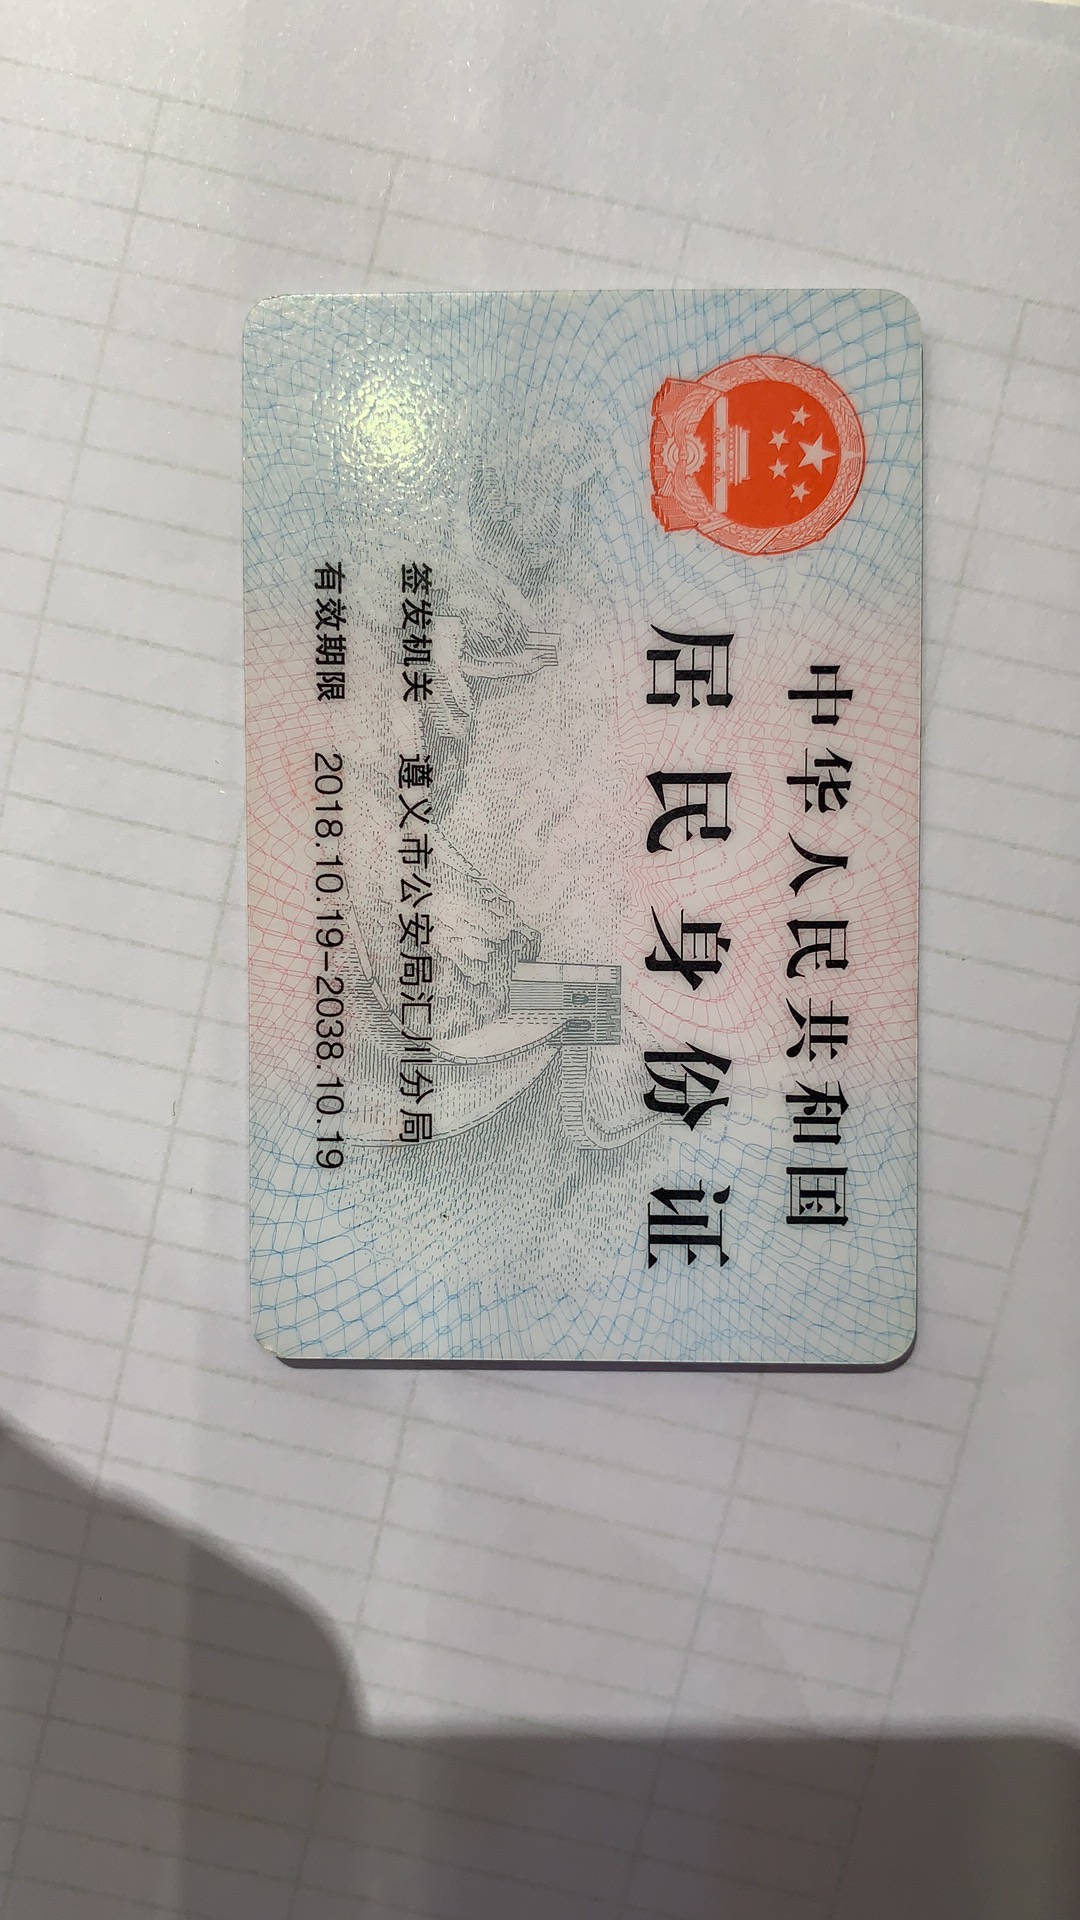 中华人民共和国
居民身份证
签发机关 遵义市公安局汇川分局
有效期限 2018.10.19-2038.10.19